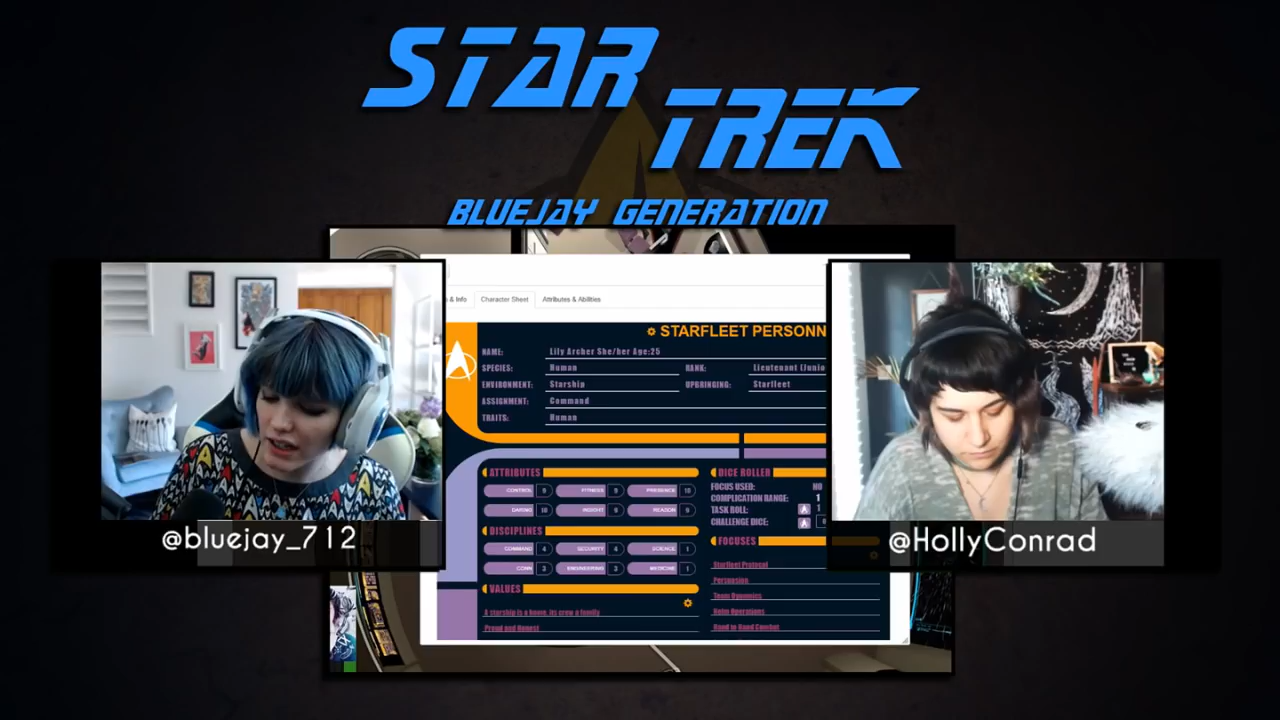 STAR
TREK
BLUEJAY GENERATION
& Info Character Sheet Attributes & Abilities
STARFLEET PERSONN
NAME: Lily Archer She/her Age:25
SPECIES: Human RANK: Lieutenant (Junio
ENVIRONMENT: Starship UPBRINGING: Starfleet
ASSIGNMENT: Command
TRAITS: Human
ATTRIBUTES
CONTROL 9 FITNESS 9 PRESENCE 10
DARING 10 INSIGHT 9 REASON 9
DISCIPLINES
COMMAND 4 SECURITY 4 SCIENCE 1
CONN 3 ENGINEERING 3 MEDICINE 1
VALUES
A starship is a home, its crew a family
Proud and Honest
DICE ROLLER
FOCUS USED: NO
COMPLICATION RANGE: 1
TASK ROLL: 1
CHALLENGE DICE:
FOCUSES
Starfleet Protocol
Persuasion
Team Dynamics
Helm Operations
Hand to Hand Combat
@bluejay_712
@HollyConrad